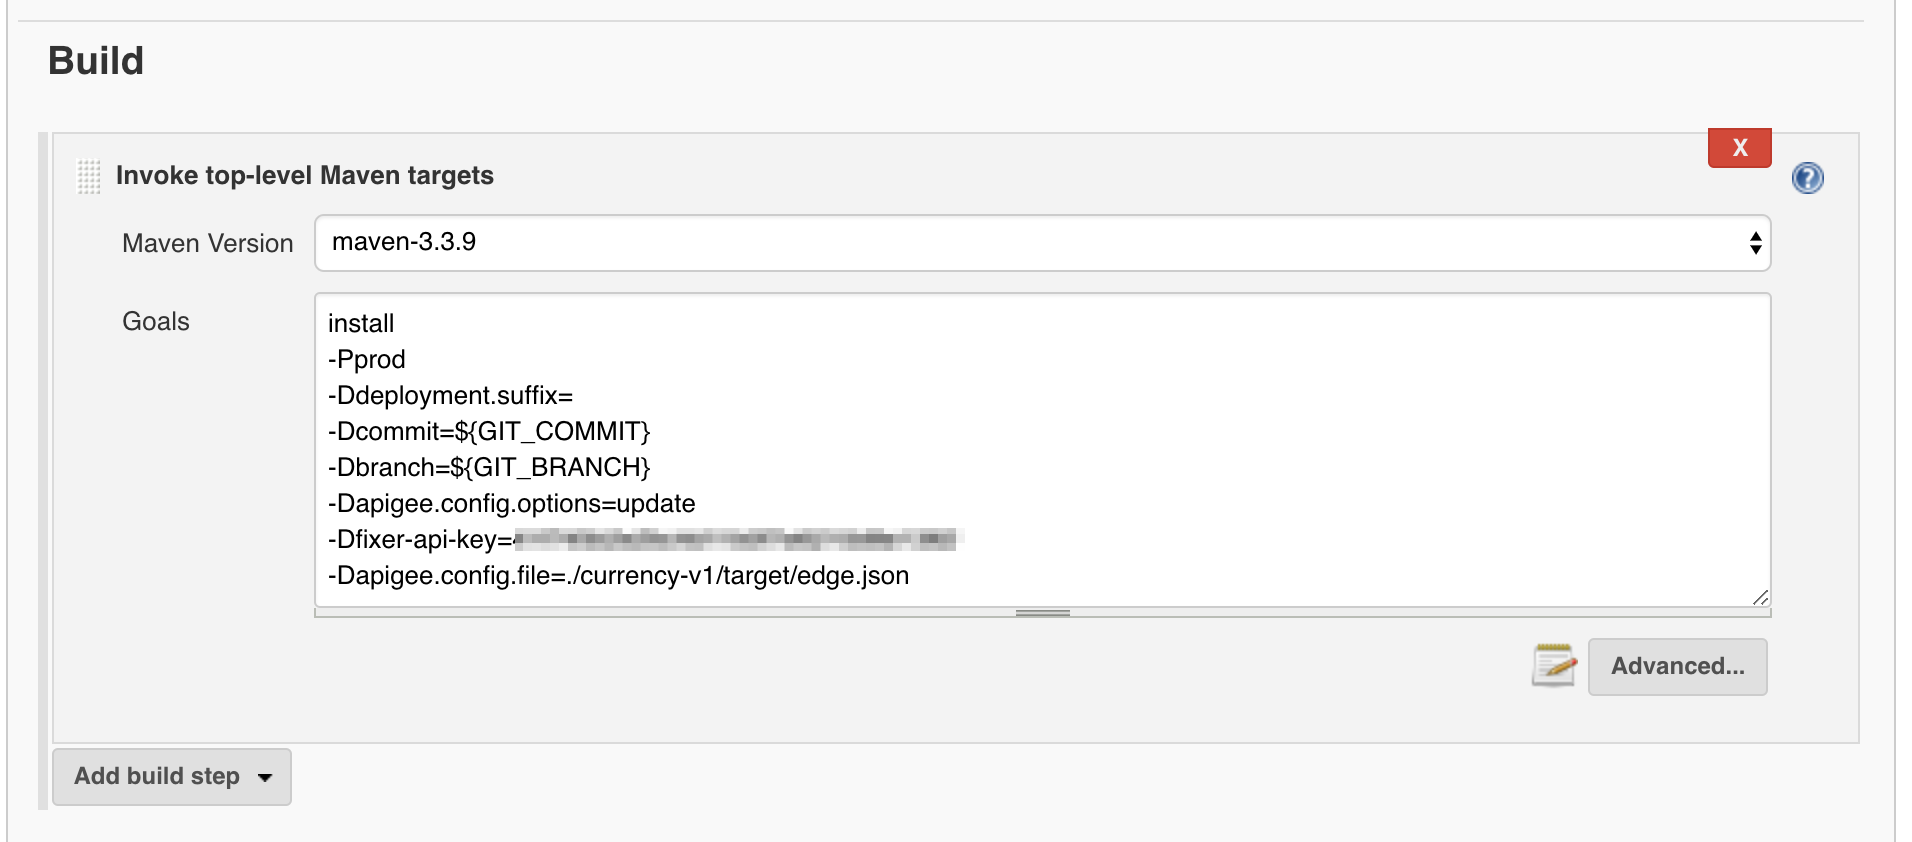 Build
X
Invoke top-level Maven targets
?
Maven Version
maven-3.3.9
Goals
install
-Pprod
-Ddeployment.suffix=
-Dcommit=${GIT_COMMIT}
-Dbranch=${GIT_BRANCH}
-Dapigee.config.options=update
-Dfixer-api-key=
-Dapigee.config.file=./currency-v1/target/edge.json
Advanced...
Add build step